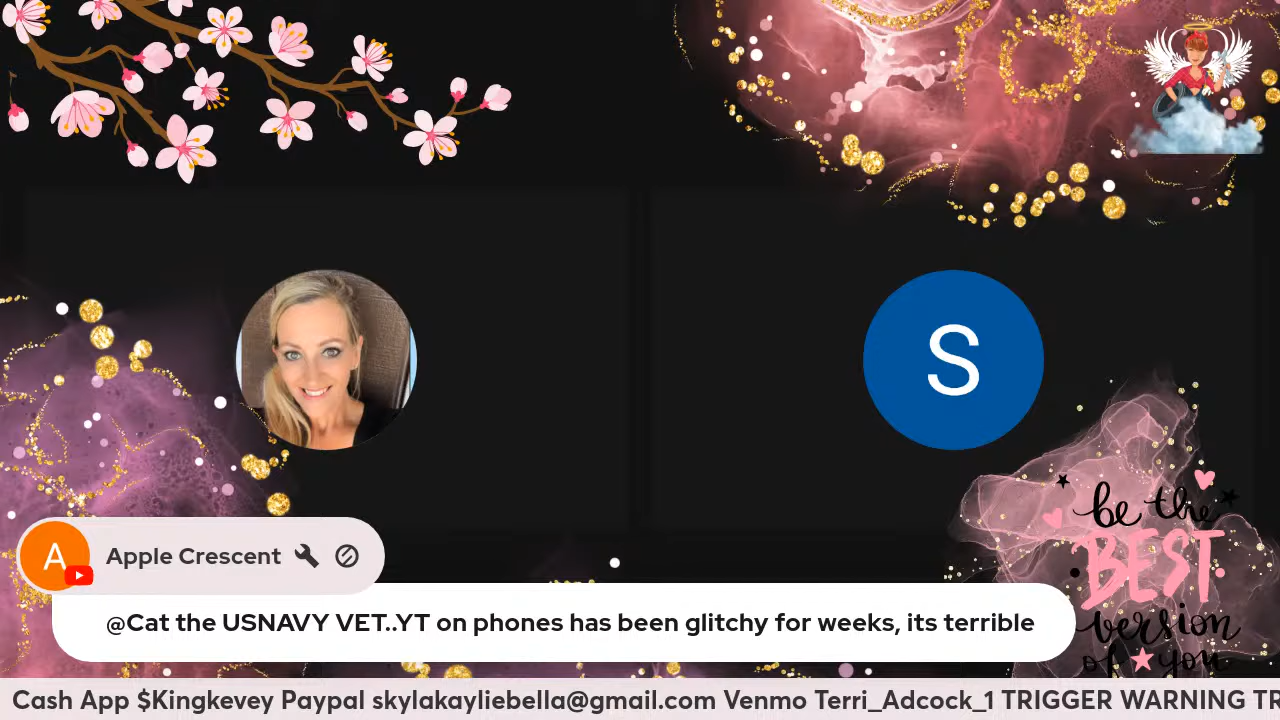 S
be the
BEST
version
of you
A
Apple Crescent
@Cat the USNAVY VET..YT on phones has been glitchy for weeks, its terrible
Cash App $Kingkevey Paypal skylakayliebella@gmail.com Venmo Terri_Adcock_1 TRIGGER WARNING TR